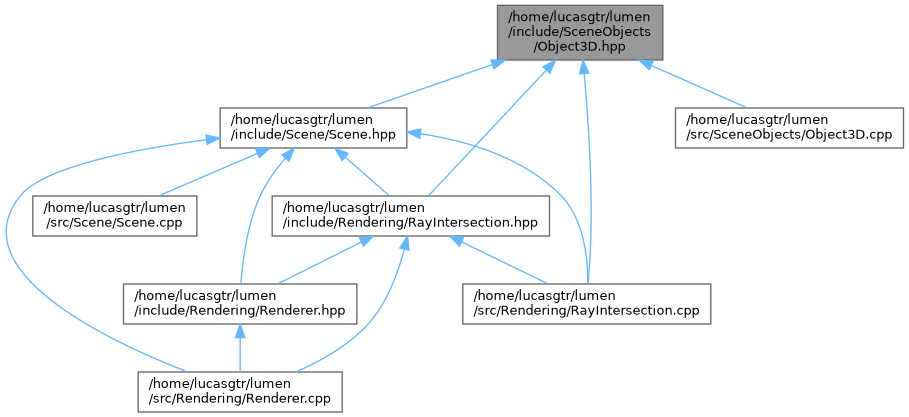 /home/lucasgtr/lumen
/include/SceneObjects
/Object3D.hpp
/home/lucasgtr/lumen
/include/Scene/Scene.hpp
/home/lucasgtr/lumen
/src/SceneObjects/Object3D.cpp
/home/lucasgtr/lumen
/src/Scene/Scene.cpp
/home/lucasgtr/lumen
/include/Rendering/RayIntersection.hpp
/home/lucasgtr/lumen
/include/Rendering/Renderer.hpp
/home/lucasgtr/lumen
/src/Rendering/RayIntersection.cpp
/home/lucasgtr/lumen
/src/Rendering/Renderer.cpp